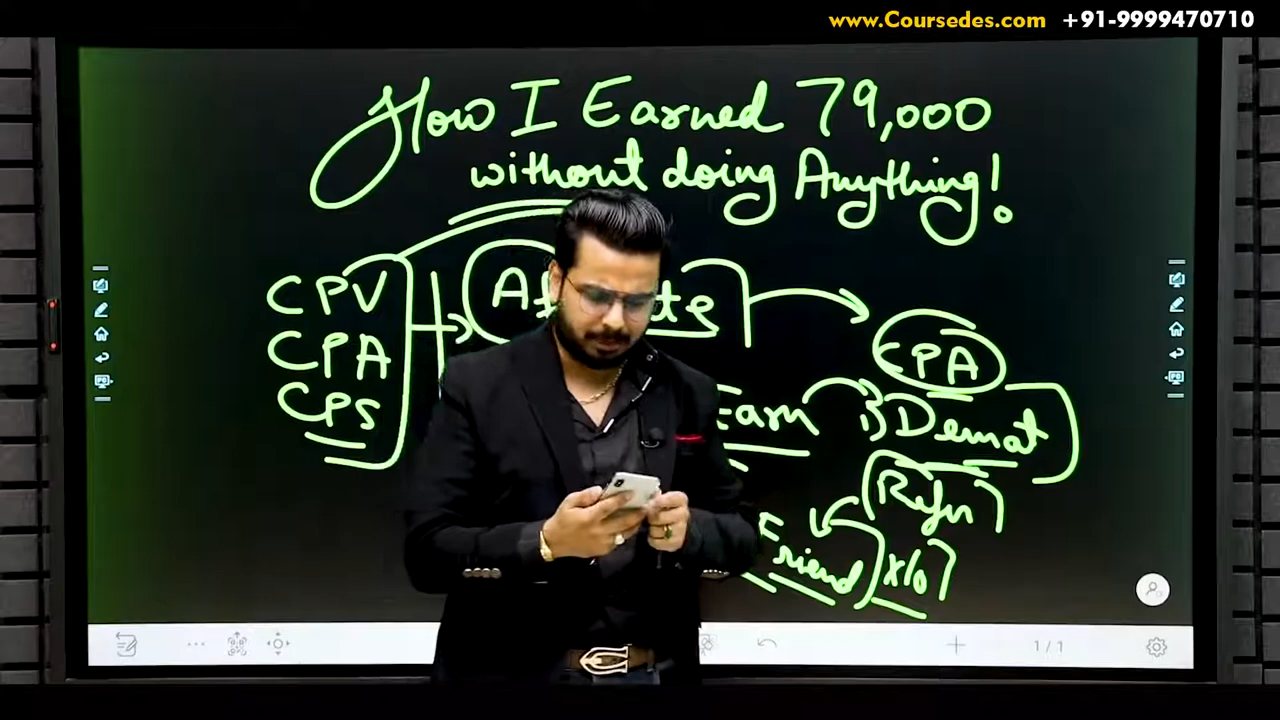 www.Coursedes.com +91-9999470710
How I Earned 79,000
without doing Anything!
CPV
CPA
CPS
CPA
Earn
Demat
Refer
Friend
x10
1/1